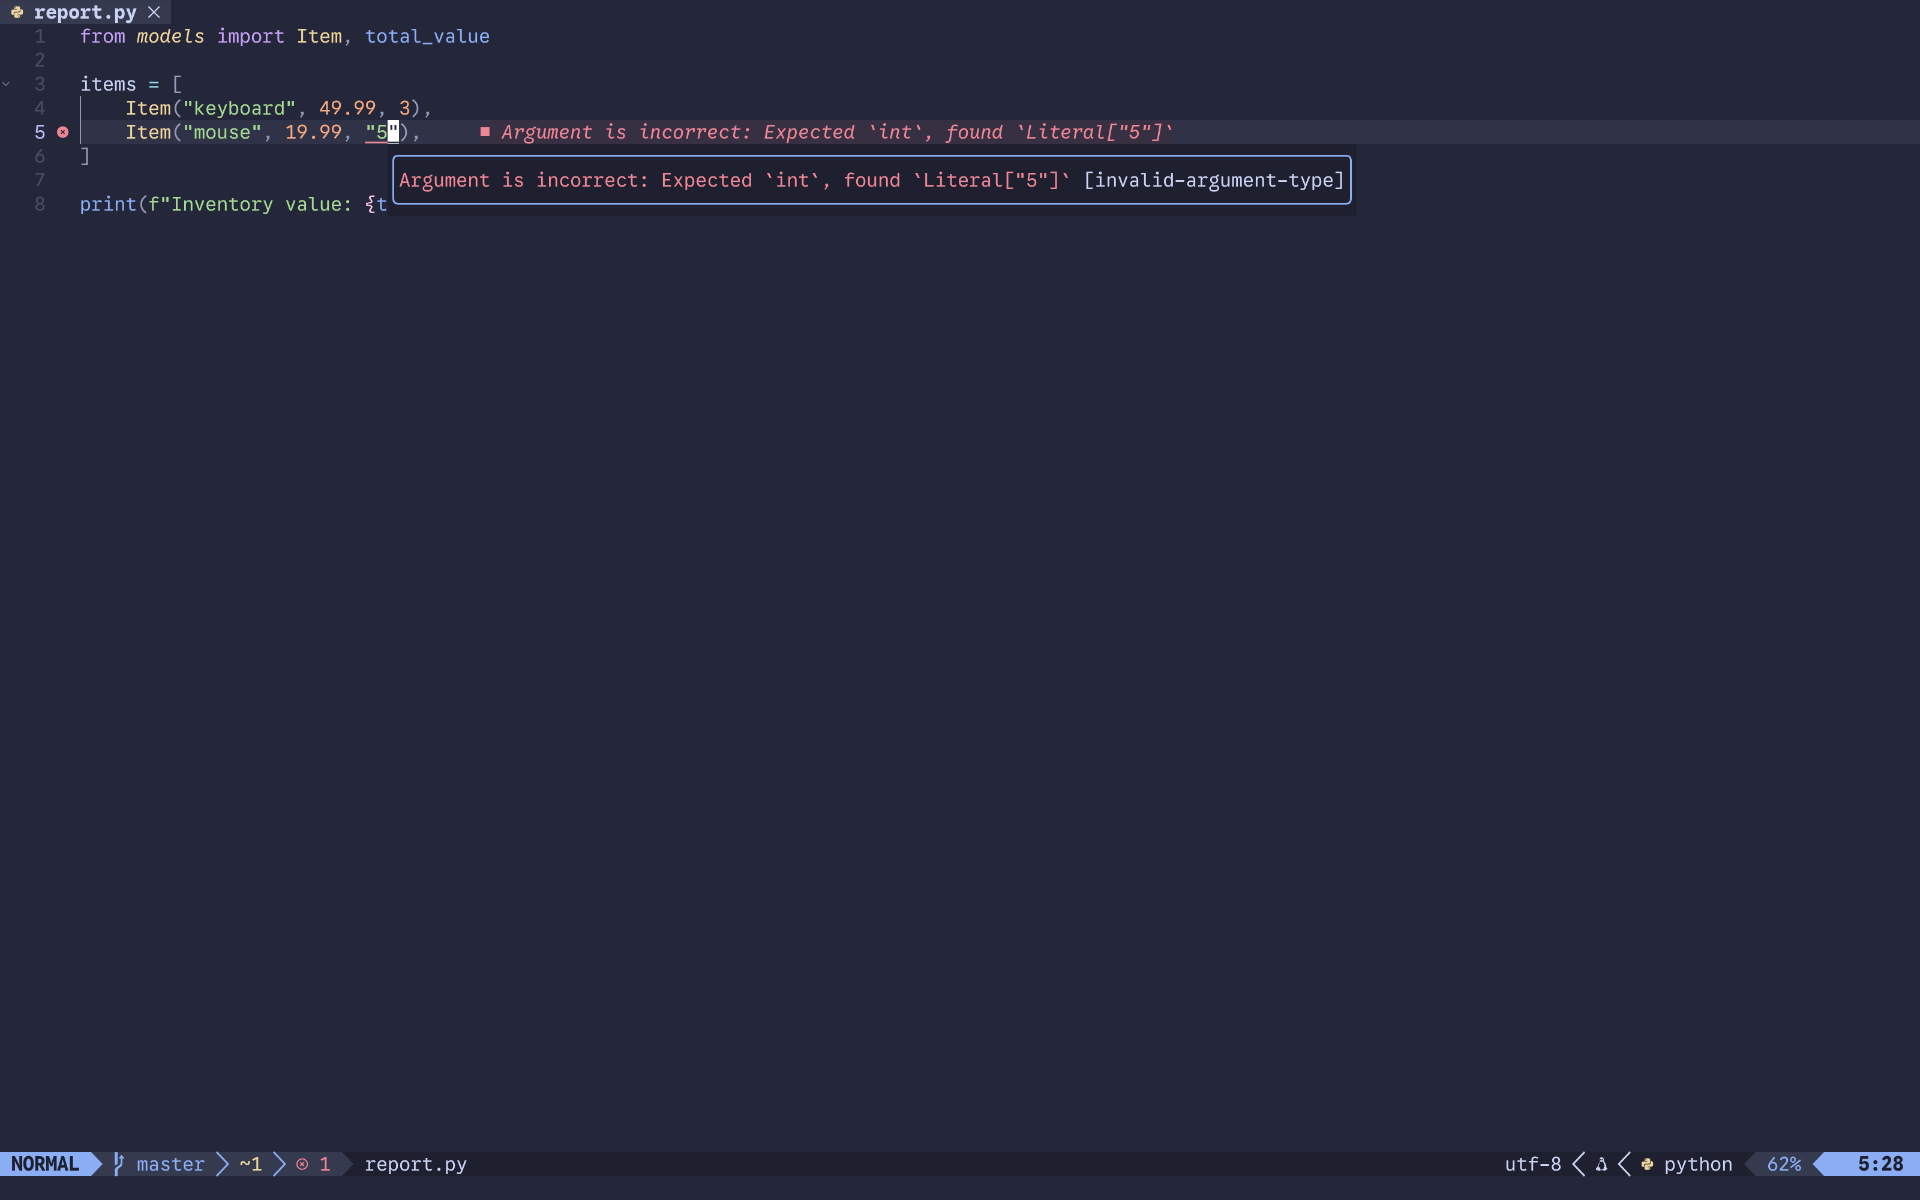 report.py
1 from models import Item, total_value
2
3 items = [
4 Item("keyboard", 49.99, 3),
5 Item("mouse", 19.99, "5"), ■ Argument is incorrect: Expected `int`, found `Literal["5"]`
6 ]
Argument is incorrect: Expected `int`, found `Literal["5"]` [invalid-argument-type]
7
8 print(f"Inventory value: {t
NORMAL master ~1 1 report.py utf-8 python 62% 5:28